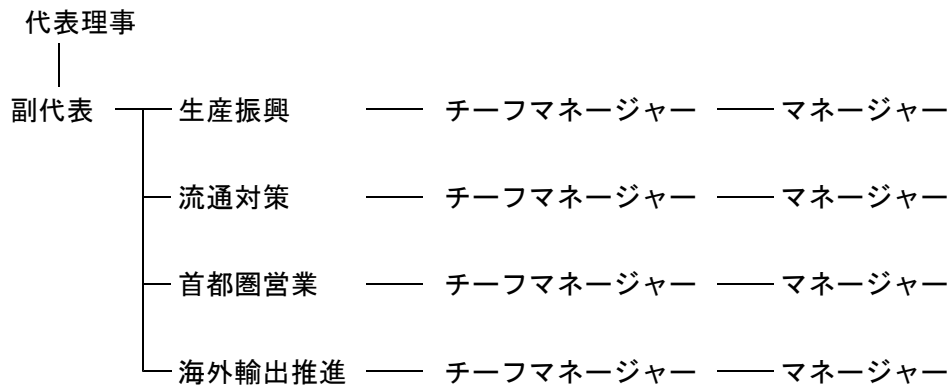 代表理事
副代表 生産振興 チーフマネージャー マネージャー
流通対策 チーフマネージャー マネージャー
首都圏営業 チーフマネージャー マネージャー
海外輸出推進 チーフマネージャー マネージャー